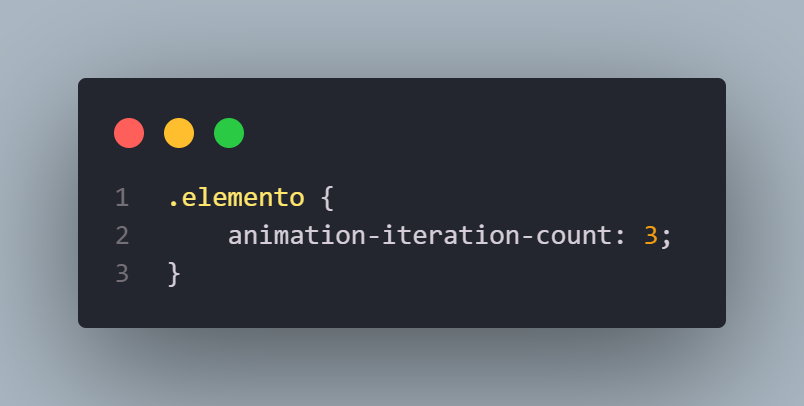 1 .elemento {
2     animation-iteration-count: 3;
3 }